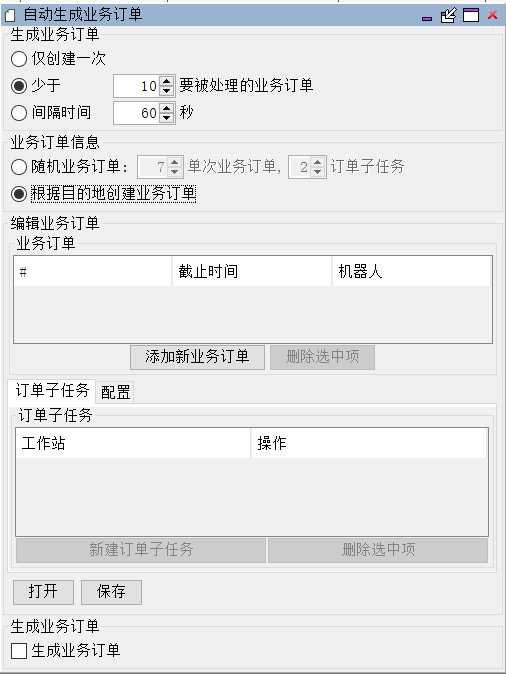 自动生成业务订单
生成业务订单
仅创建一次
少于 10 要被处理的业务订单
间隔时间 60 秒
业务订单信息
随机业务订单: 7 单次业务订单, 2 订单子任务
根据目的地创建业务订单
编辑业务订单
业务订单
# 截止时间 机器人
添加新业务订单 删除选中项
订单子任务 配置
订单子任务
工作站 操作
新建订单子任务 删除选中项
打开 保存
生成业务订单
生成业务订单